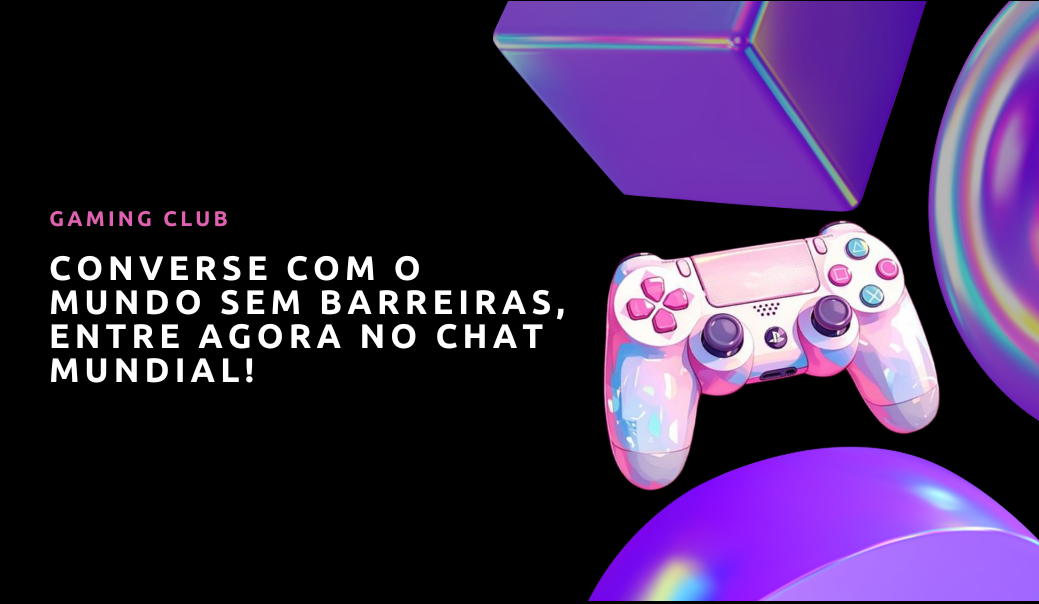 GAMING CLUB
CONVERSE COM O
MUNDO SEM BARREIRAS,
ENTRE AGORA NO CHAT
MUNDIAL!